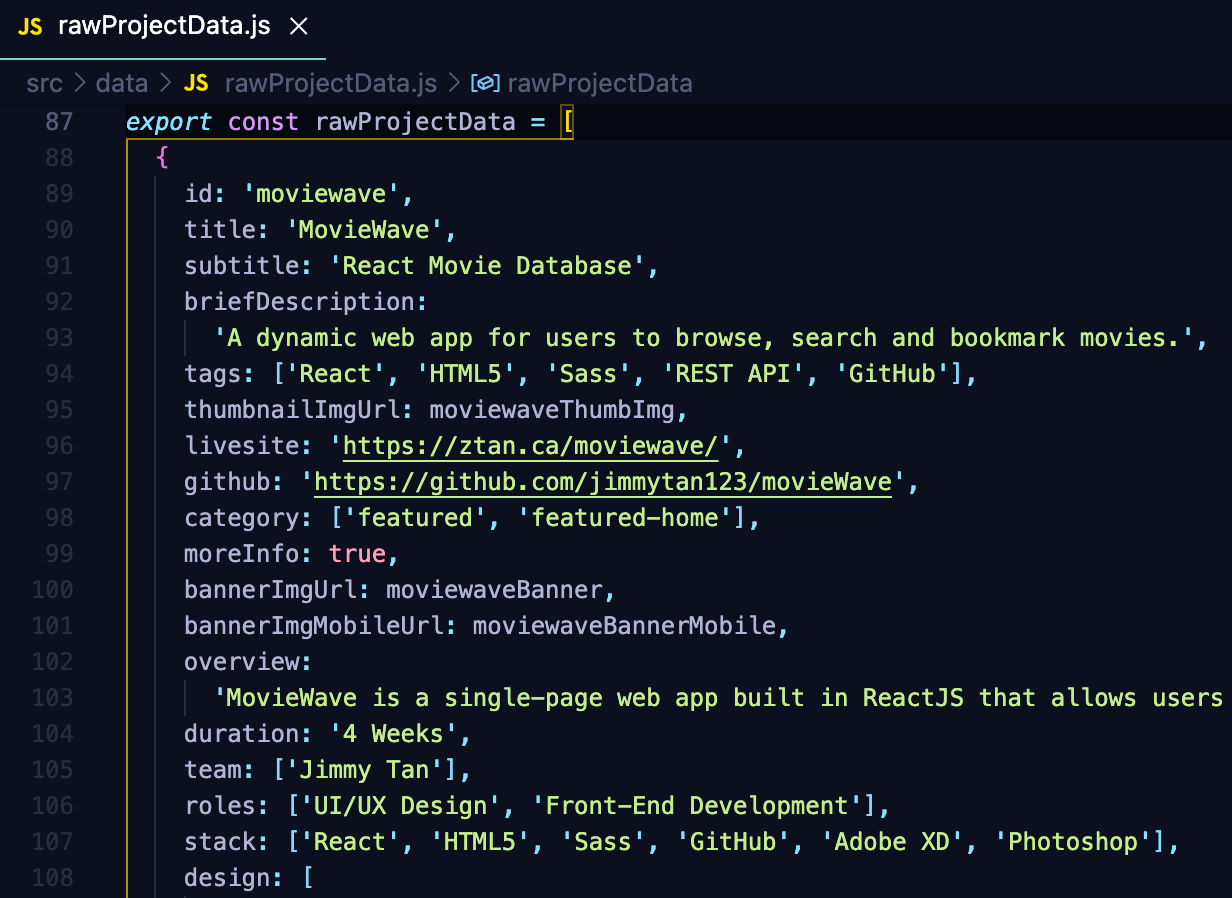 JS rawProjectData.js ×
src > data > JS rawProjectData.js > rawProjectData
87 export const rawProjectData = [
88 {
89 id: 'moviewave',
90 title: 'MovieWave',
91 subtitle: 'React Movie Database',
92 briefDescription:
93 'A dynamic web app for users to browse, search and bookmark movies.',
94 tags: ['React', 'HTML5', 'Sass', 'REST API', 'GitHub'],
95 thumbnailImgUrl: moviewaveThumbImg,
96 livesite: 'https://ztan.ca/moviewave/',
97 github: 'https://github.com/jimmytan123/movieWave',
98 category: ['featured', 'featured-home'],
99 moreInfo: true,
100 bannerImgUrl: moviewaveBanner,
101 bannerImgMobileUrl: moviewaveBannerMobile,
102 overview:
103 'MovieWave is a single-page web app built in ReactJS that allows users
104 duration: '4 Weeks',
105 team: ['Jimmy Tan'],
106 roles: ['UI/UX Design', 'Front-End Development'],
107 stack: ['React', 'HTML5', 'Sass', 'GitHub', 'Adobe XD', 'Photoshop'],
108 design: [